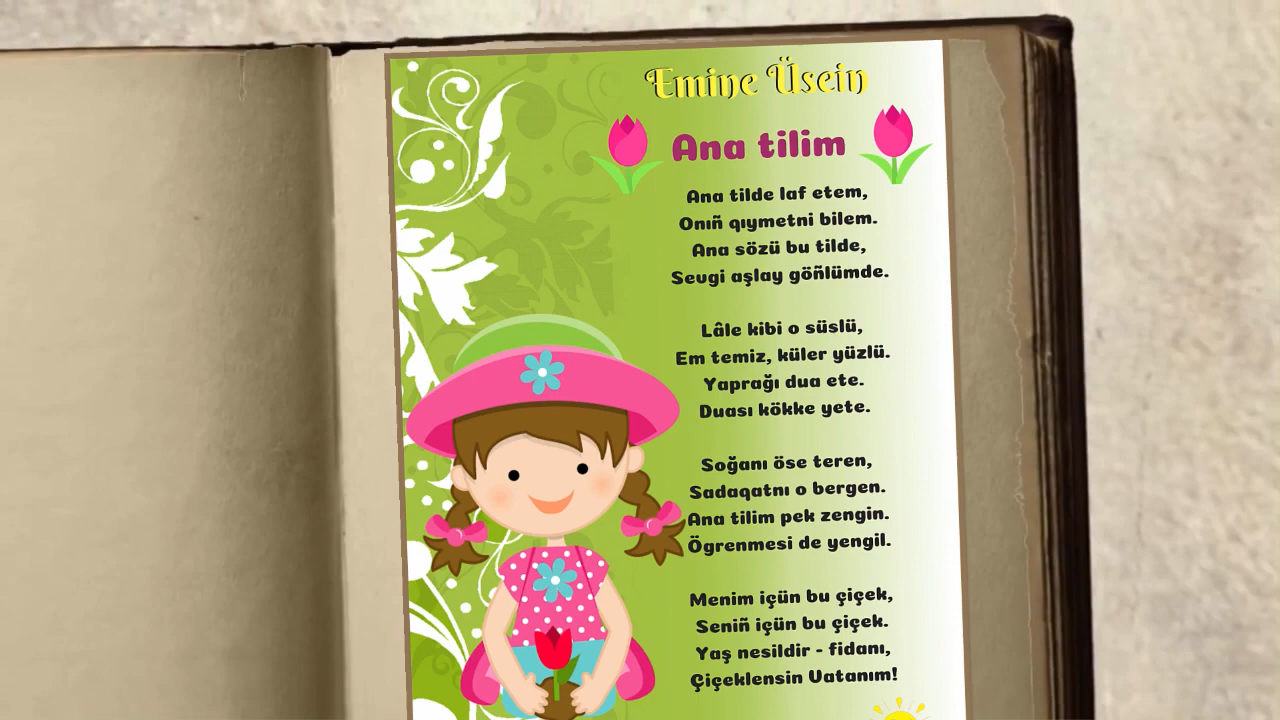 Emine Üsein
Ana tilim
Ana tilde laf etem,
Onıñ qıymetni bilem.
Ana sözü bu tilde,
Sevgi aşlay göñlümde.
Lâle kibi o süslü,
Em temiz, küler yüzlü.
Yaprağı dua ete.
Duası kökke yete.
Soğanı öse teren,
Sadaqatnı o bergen.
Ana tilim pek zengin.
Ögrenmesi de yengil.
Menim içün bu çiçek,
Seniñ içün bu çiçek.
Yaş nesildir - fidanı,
Çiçeklensin Vatanım!